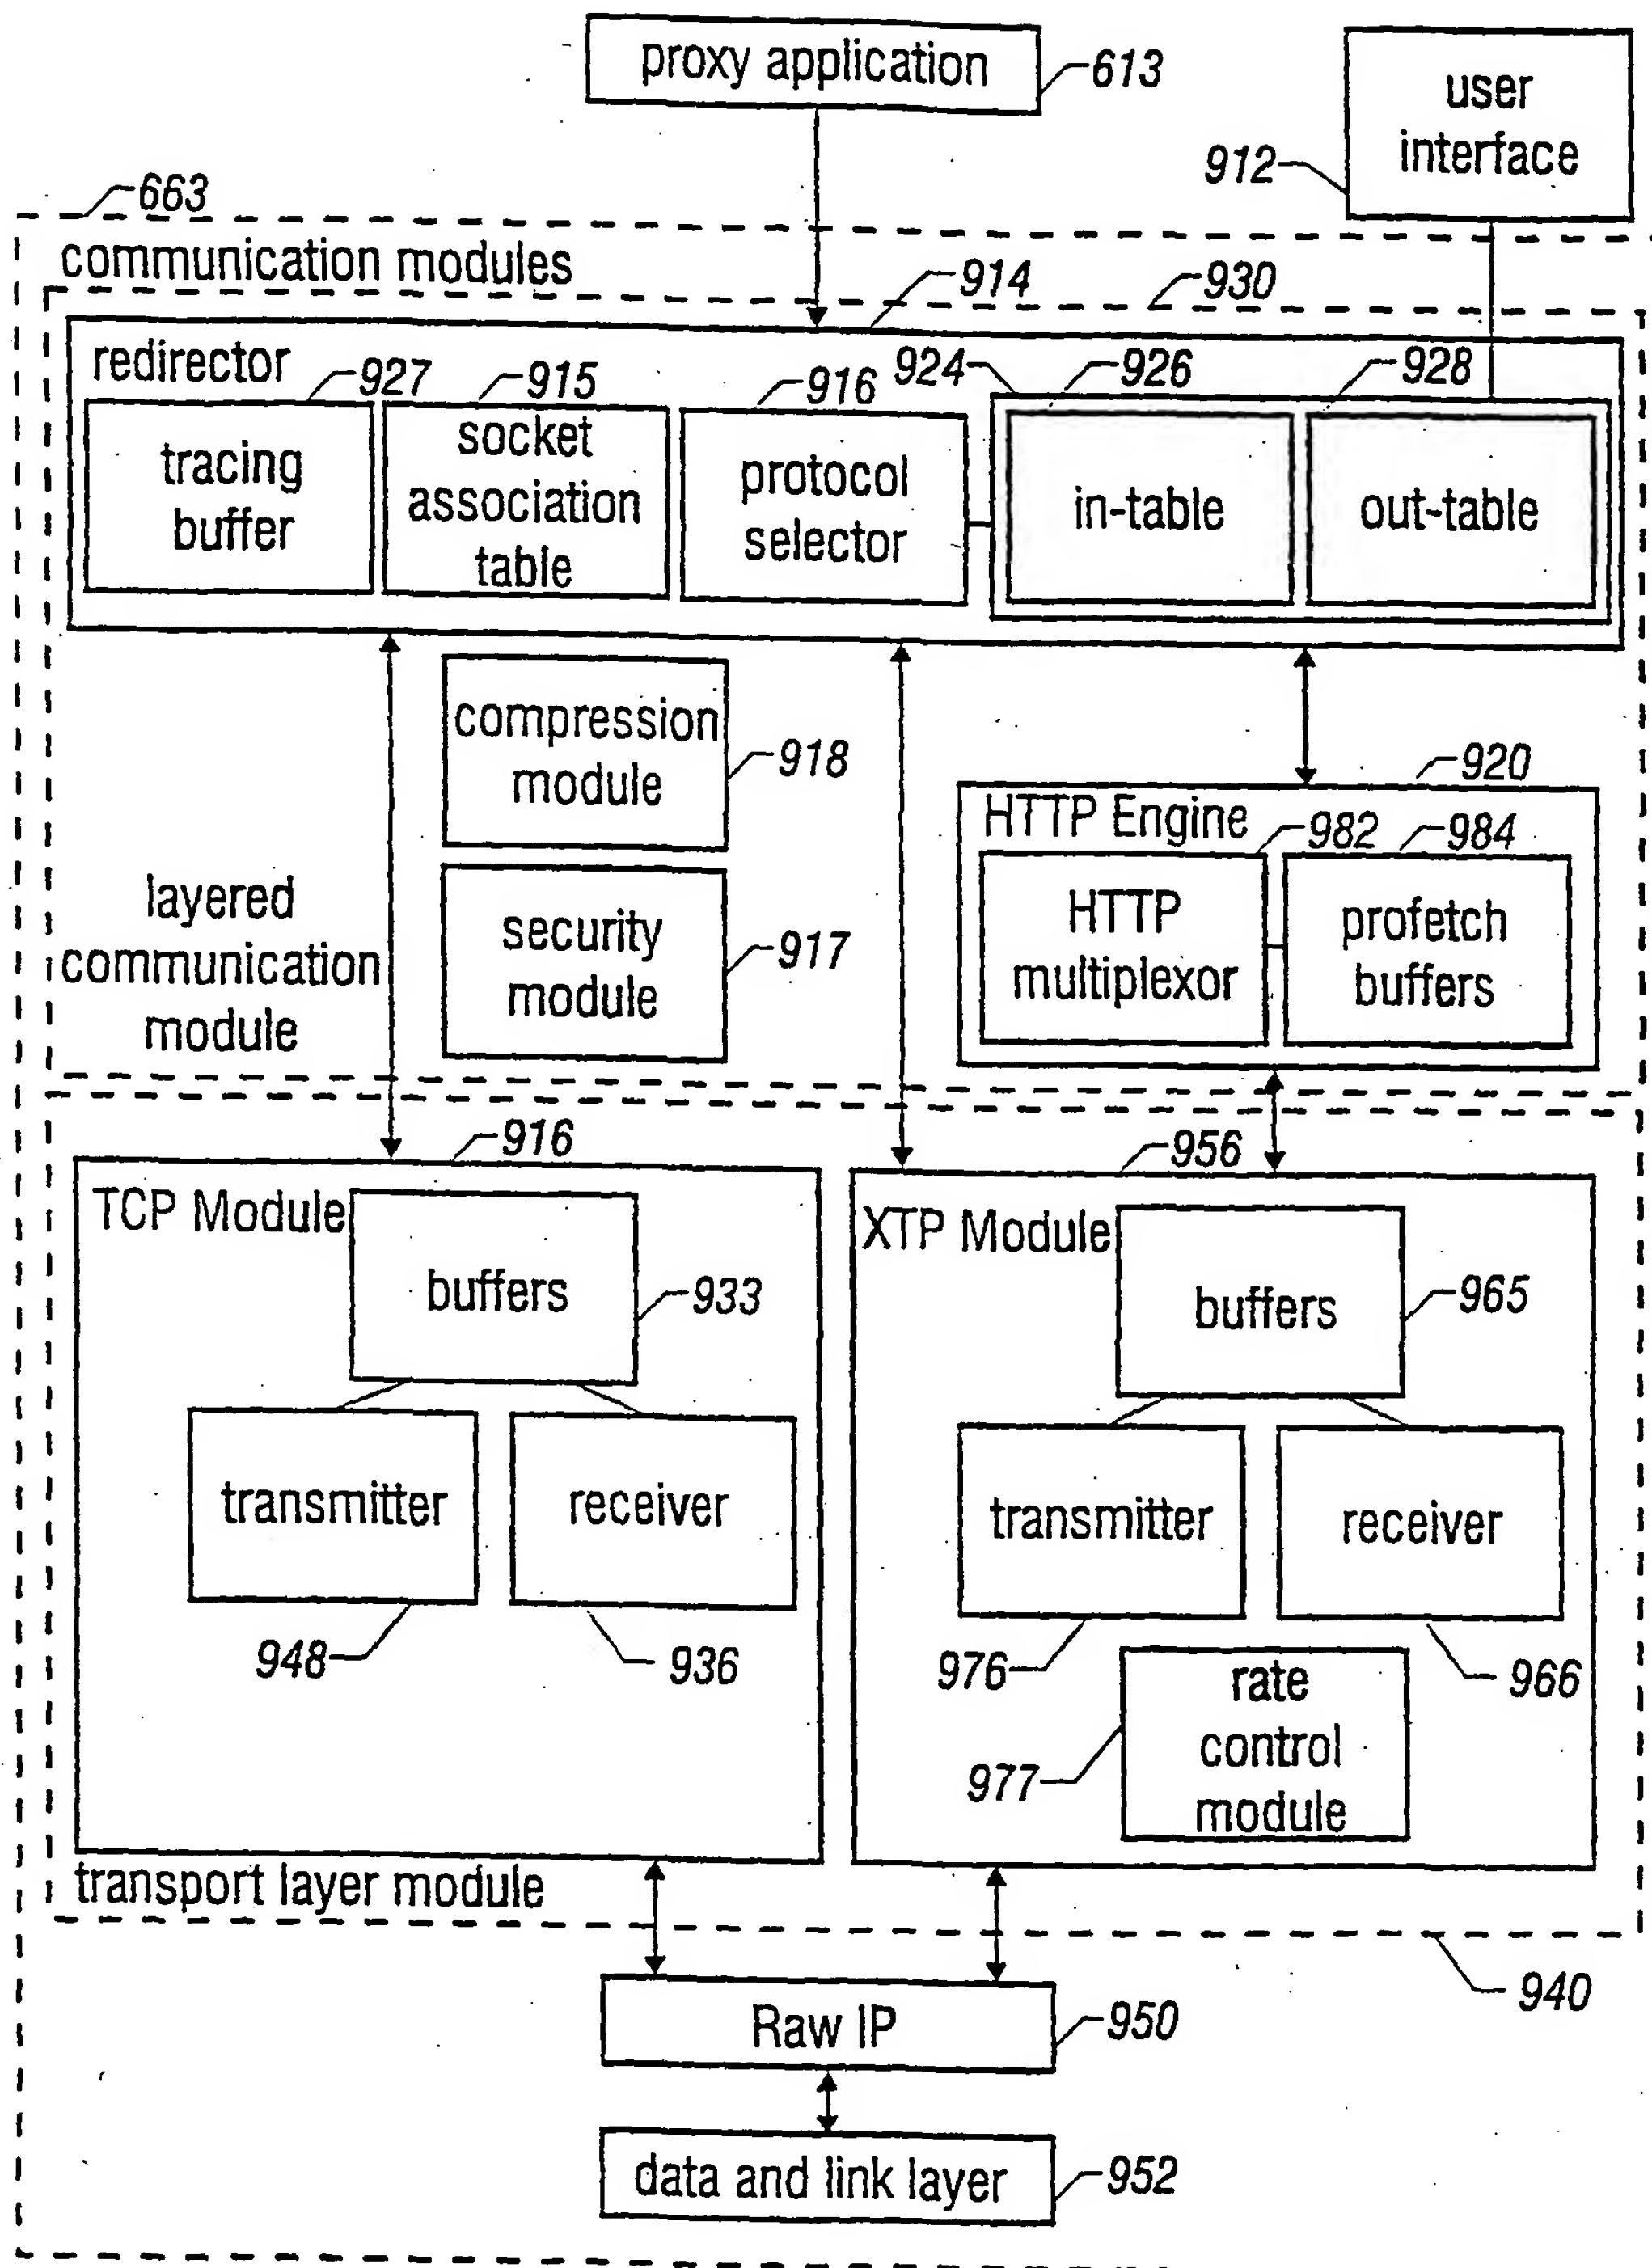 proxy application
613
user
interface
912
663
communication modules
914
930
redirector
927
915
916
924
926
928
tracing
buffer
socket
association
table
protocol
selector
in-table
out-table
compression
module
918
920
HTTP Engine
982
984
layered
communication
module
security
module
917
HTTP
multiplexor
profetch
buffers
916
956
TCP Module
buffers
933
XTP Module
buffers
965
transmitter
receiver
transmitter
receiver
948
936
976
966
rate
control
module
977
transport layer module
940
Raw IP
950
data and link layer
952